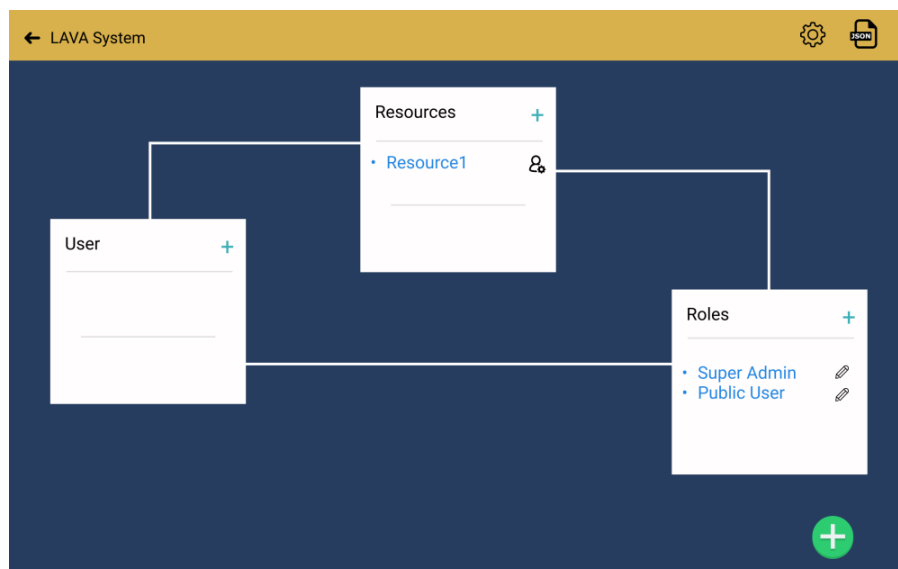 LAVA System
JSON
Resources
+
• Resource1
User
+
Roles
+
• Super Admin
• Public User
+